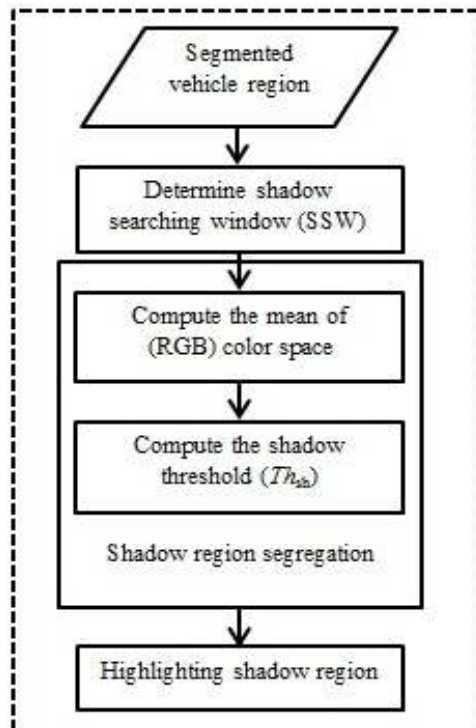 Segmented
vehicle region
Determine shadow
searching window (SSW)
Compute the mean of
(RGB) color space
Compute the shadow
threshold (Th_sh)
Shadow region segregation
Highlighting shadow region